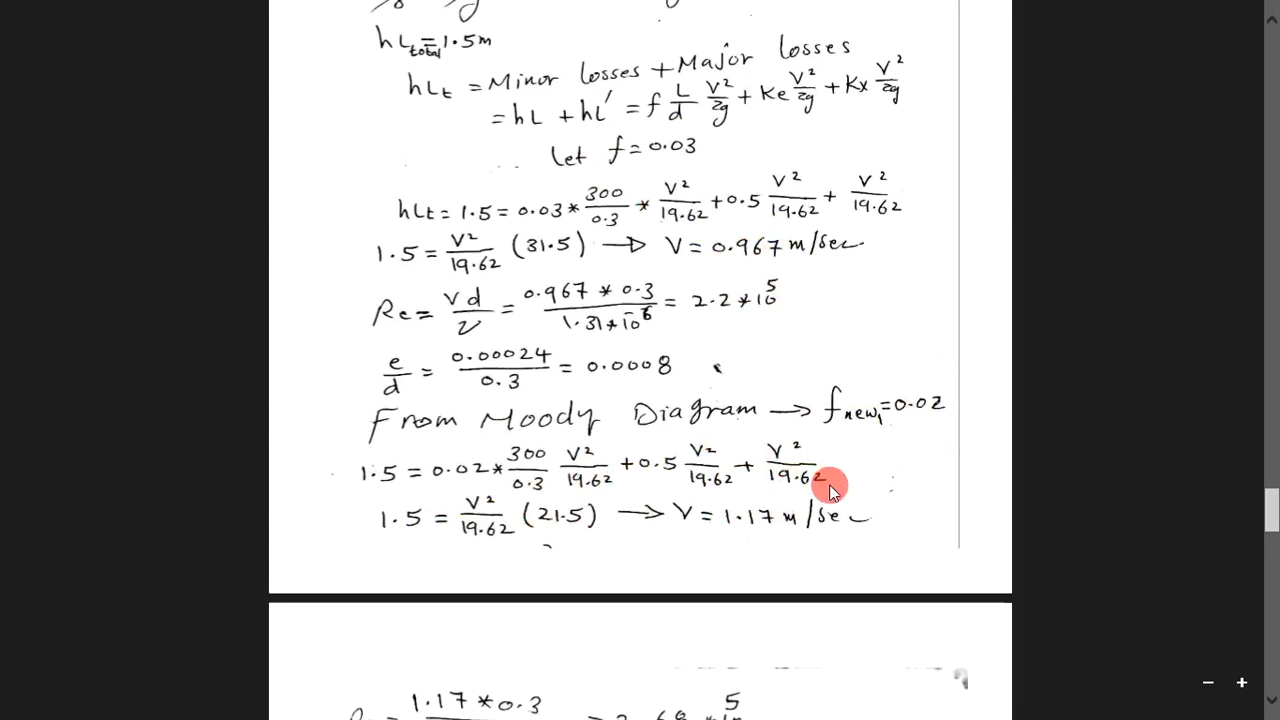 hL total = 1.5 m
hLt = Minor losses + Major losses
= hL + hL' = f L/d V²/2g + Ke V²/2g + Kx V²/2g
let f = 0.03
hLt = 1.5 = 0.03 * 300/0.3 * V²/19.62 + 0.5 V²/19.62 + V²/19.62
1.5 = V²/19.62 (31.5) → V = 0.967 m/sec
Re = Vd/ν = 0.967 * 0.3 / 1.31 * 10⁻⁶ = 2.2 * 10⁵
e/d = 0.00024/0.3 = 0.0008
From Moody Diagram → f new₁ = 0.02
1.5 = 0.02 * 300/0.3 V²/19.62 + 0.5 V²/19.62 + V²/19.62
1.5 = V²/19.62 (21.5) → V = 1.17 m/sec
1.17 * 0.3